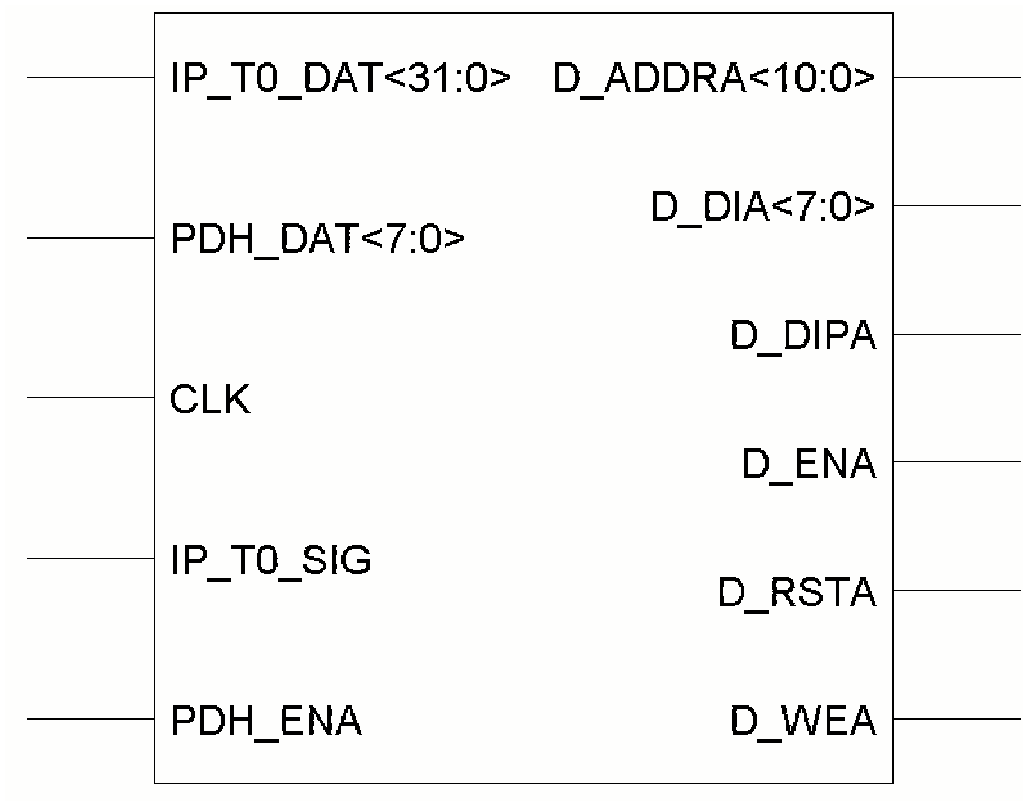 IP_T0_DAT<31:0> D_ADDRA<10:0>
D_DIA<7:0>
PDH_DAT<7:0>
D_DIPA
CLK
D_ENA
IP_T0_SIG
D_RSTA
PDH_ENA D_WEA